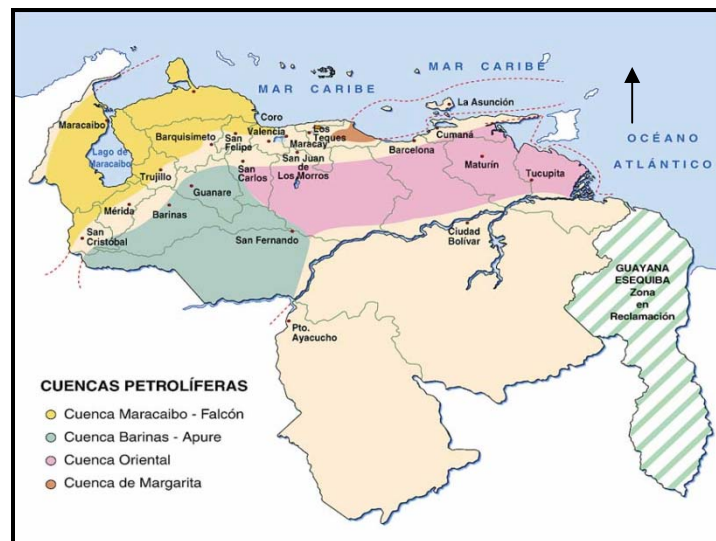 MAR CARIBE
MAR CARIBE
La Asunción
Coro
Maracaibo
Barquisimeto
San
Felipe
Valencia
Los
Teques
Maracay
Cumaná
Barcelona
OCÉANO
ATLÁNTICO
Lago de
Maracaibo
San Juan
de
Los Morros
San
Carlos
Maturín
Tucupita
Trujillo
Guanare
Mérida
Barinas
San
Cristóbal
San Fernando
Ciudad
Bolívar
GUAYANA
ESEQUIBA
Zona
en
Reclamación
Pto.
Ayacucho
CUENCAS PETROLÍFERAS
Cuenca Maracaibo - Falcón
Cuenca Barinas - Apure
Cuenca Oriental
Cuenca de Margarita